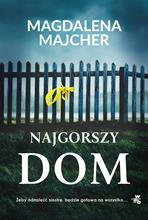 MAGDALENA
MAJCHER
NAJGORSZY
DOM
Żeby odnaleźć siostrę, będzie gotowa na wszystko...